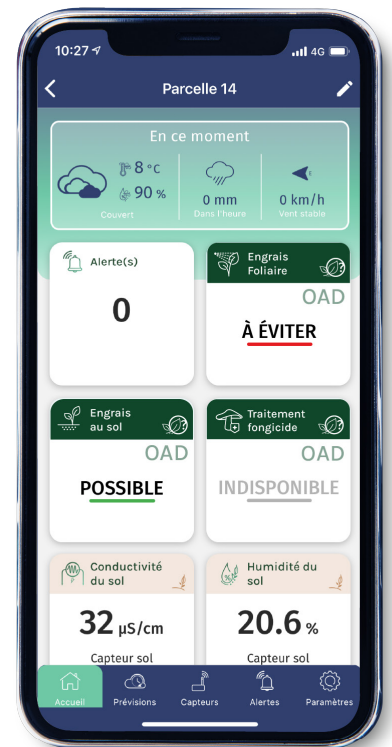 10:27
4G
Parcelle 14
En ce moment
8 °C
90 %
Couvert
0 mm
Dans l'heure
0 km/h
Vent stable
Alerte(s)
0
Engrais
Foliaire
OAD
À ÉVITER
Engrais
au sol
OAD
POSSIBLE
Traitement
fongicide
OAD
INDISPONIBLE
Conductivité
du sol
32 µS/cm
Capteur sol
Humidité du
sol
20.6 %
Capteur sol
Accueil
Prévisions
Capteurs
Alertes
Paramètres